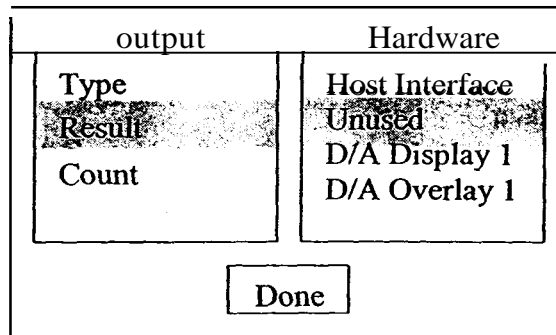 output
Hardware
Type
Result
Count
Host Interface
Unused
D/A Display 1
D/A Overlay 1
Done